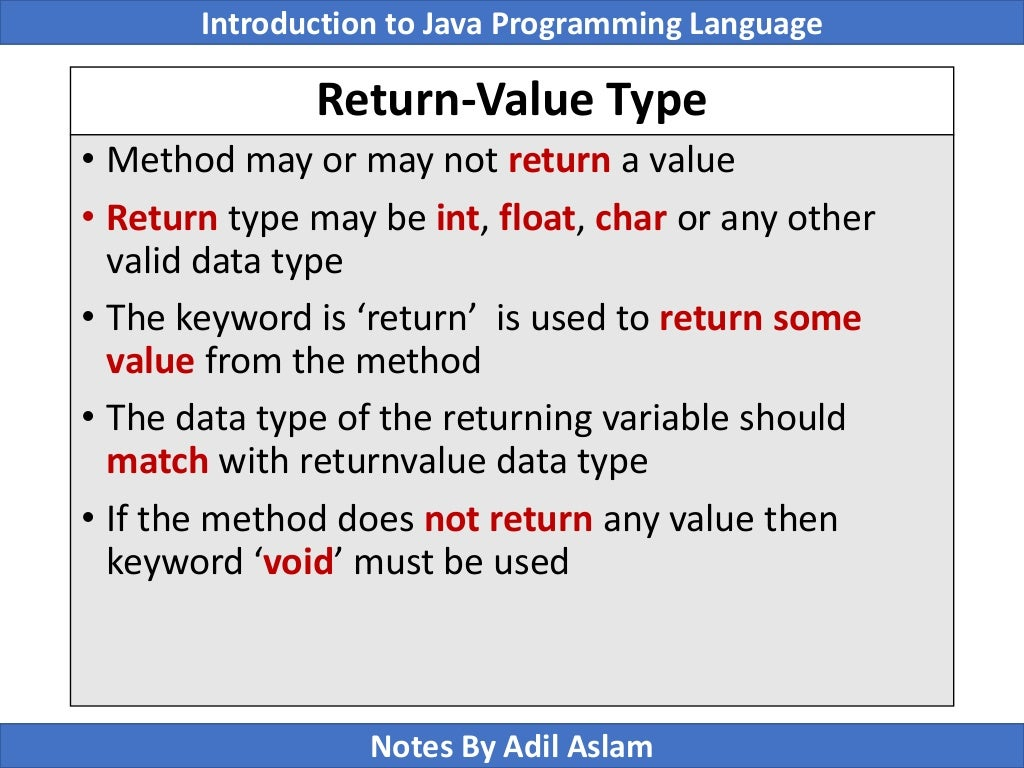 Introduction to Java Programming Language
Return-Value Type
• Method may or may not return a value
• Return type may be int, float, char or any other
valid data type
• The keyword is ‘return’  is used to return some
value from the method
• The data type of the returning variable should
match with returnvalue data type
• If the method does not return any value then
keyword ‘void’ must be used
Notes By Adil Aslam